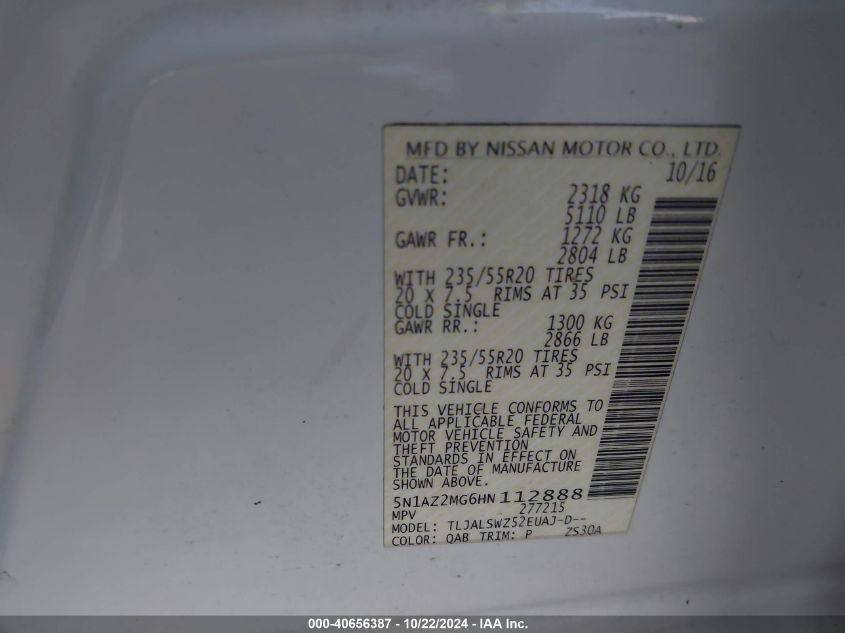 MFD BY NISSAN MOTOR CO., LTD.
DATE: 10/16
GVWR: 2318 KG
5110 LB
GAWR FR.: 1272 KG
2804 LB
WITH 235/55R20 TIRES
20 X 7.5 RIMS AT 35 PSI
COLD SINGLE
GAWR RR.: 1300 KG
2866 LB
WITH 235/55R20 TIRES
20 X 7.5 RIMS AT 35 PSI
COLD SINGLE
THIS VEHICLE CONFORMS TO
ALL APPLICABLE FEDERAL
MOTOR VEHICLE SAFETY AND
THEFT PREVENTION
STANDARDS IN EFFECT ON
THE DATE OF MANUFACTURE
SHOWN ABOVE.
5N1AZ2MG6HN112888
MPV 277215
MODEL: TLJALSWZ52EUAJ-D--
COLOR: QAB TRIM: P ZS30A
000-40656387 - 10/22/2024 - IAA Inc.